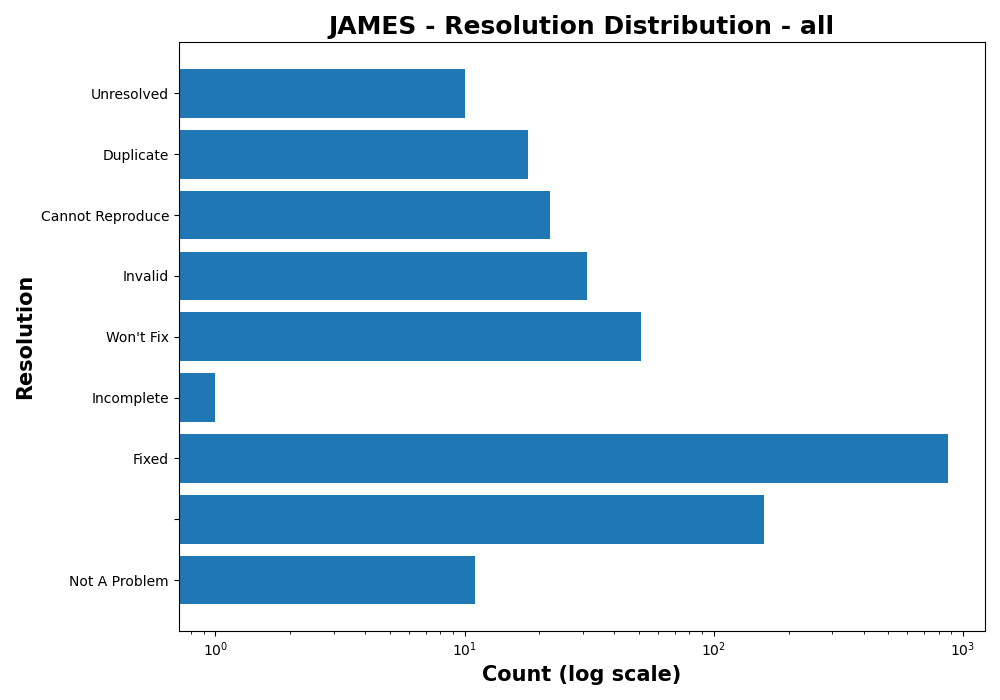 JAMES - Resolution Distribution - all
Unresolved
Duplicate
Cannot Reproduce
Invalid
Won't Fix
Incomplete
Fixed
Not A Problem
Resolution
10⁰ 10¹ 10² 10³
Count (log scale)